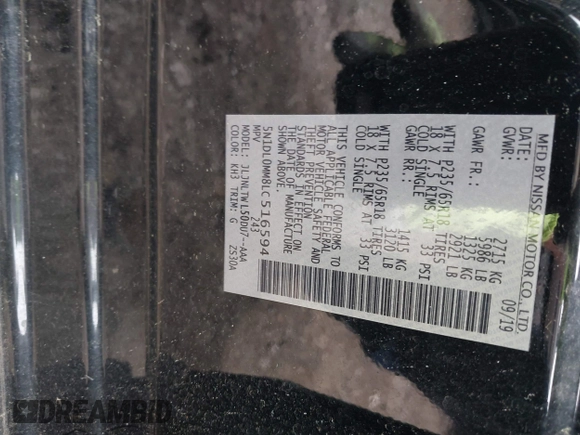 MFD BY NISSAN MOTOR CO., LTD.
DATE: 09/19
GVWR: 2715 KG
5986 LB
GAWR FR.: 1325 KG
2921 LB
WITH P235/65R18 TIRES
18 X 7.5 RIMS AT 33 PSI
COLD SINGLE
GAWR RR.: 1415 KG
3120 LB
WITH P235/65R18 TIRES
18 X 7.5 RIMS AT 33 PSI
COLD SINGLE
THIS VEHICLE CONFORMS TO
ALL APPLICABLE FEDERAL
MOTOR VEHICLE SAFETY AND
THEFT PREVENTION
STANDARDS IN EFFECT ON
THE DATE OF MANUFACTURE
SHOWN ABOVE.
5N1DL0MM8LC516594
MPV 243
MODEL: JLJNLTWL50DU7--AAA
COLOR: KH3 TRIM: G Z530A
DREAMBID